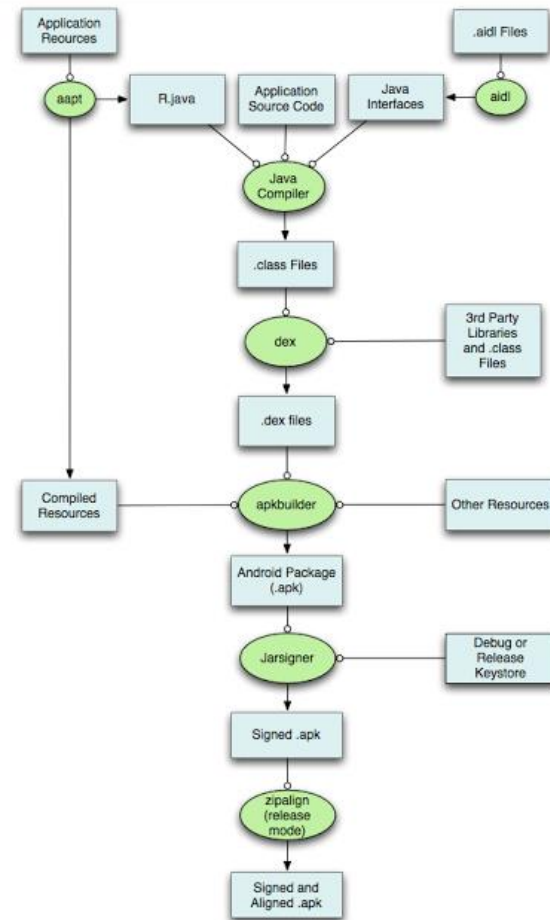 Application
Reources
.aidl Files
aapt
R.java
Application
Source Code
Java
Interfaces
aidl
Java
Compiler
.class Files
dex
3rd Party
Libraries
and .class
Files
.dex files
Compiled
Resources
apkbuilder
Other Resources
Android Package
(.apk)
Jarsigner
Debug or
Release
Keystore
Signed .apk
zipalign
(release
mode)
Signed and
Aligned .apk